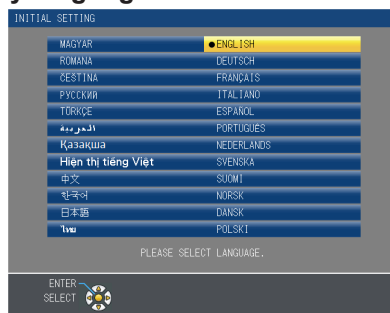 INITIAL SETTING
MAGYAR ●ENGLISH
ROMÂNĂ DEUTSCH
ČEŠTINA FRANÇAIS
РУССКИЙ ITALIANO
TÜRKÇE ESPAÑOL
العربية PORTUGUÊS
Қазақша NEDERLANDS
Hiện thị tiếng Việt SVENSKA
中文 SUOMI
한국어 NORSK
日本語 DANSK
ไทย POLSKI
PLEASE SELECT LANGUAGE.
ENTER
SELECT